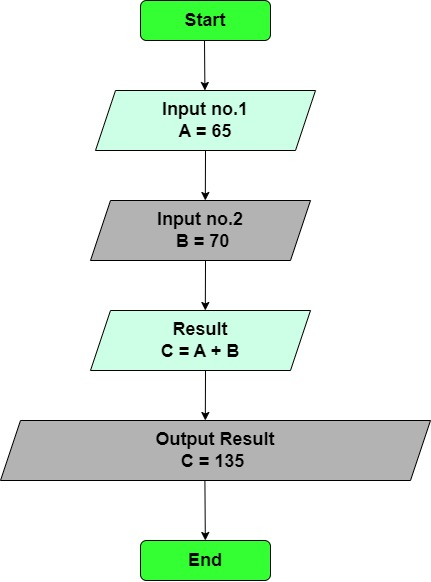 Start
Input no.1
A = 65
Input no.2
B = 70
Result
C = A + B
Output Result
C = 135
End